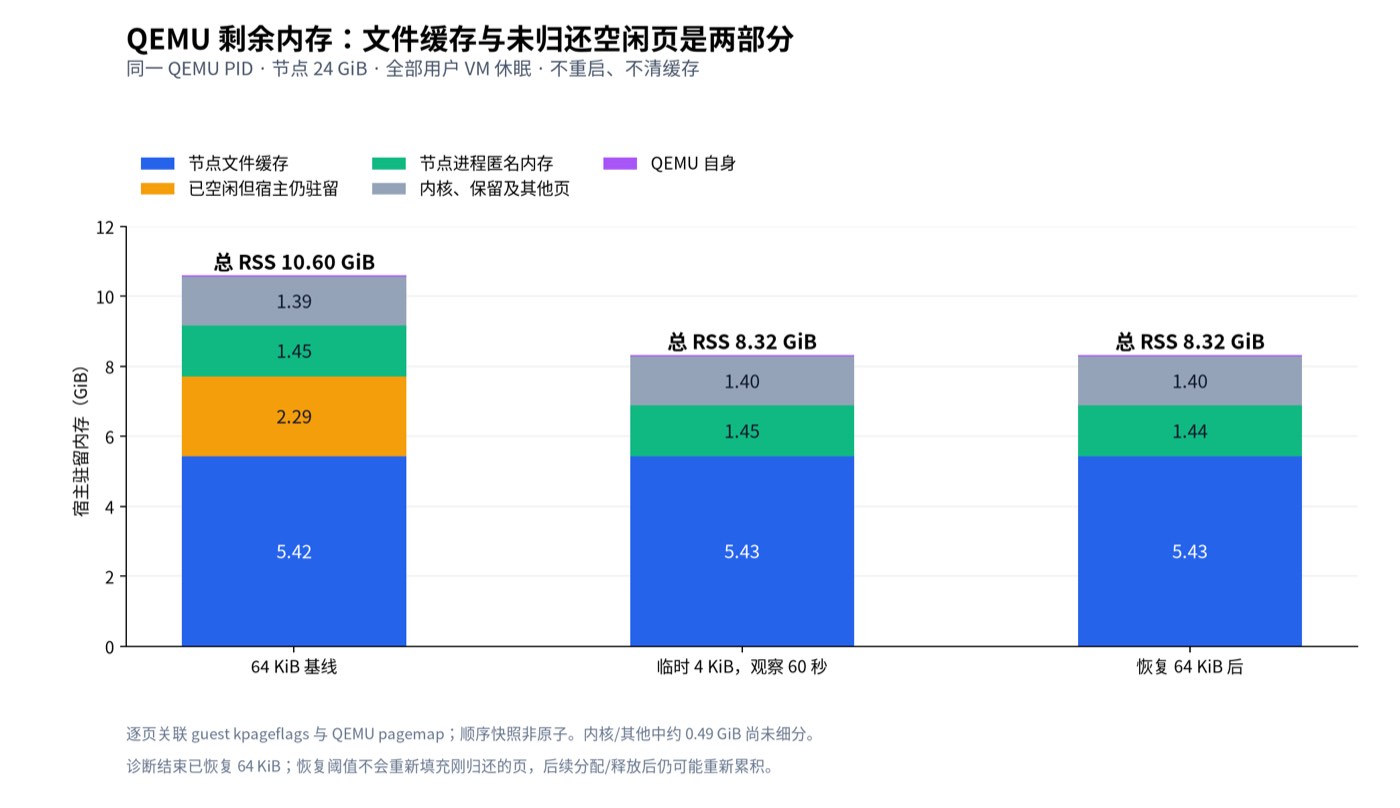 QEMU 剩余内存：文件缓存与未归还空闲页是两部分
同一 QEMU PID · 节点 24 GiB · 全部用户 VM 休眠 · 不重启、不清缓存
节点文件缓存
节点进程匿名内存
QEMU 自身
已空闲但宿主仍驻留
内核、保留及其他页
宿主驻留内存（GiB）
12
10
8
6
4
2
0
总 RSS 10.60 GiB
1.39
1.45
2.29
5.42
总 RSS 8.32 GiB
1.40
1.45
5.43
总 RSS 8.32 GiB
1.40
1.44
5.43
64 KiB 基线
临时 4 KiB，观察 60 秒
恢复 64 KiB 后
逐页关联 guest kpageflags 与 QEMU pagemap；顺序快照非原子。内核/其他中约 0.49 GiB 尚未细分。
诊断结束已恢复 64 KiB；恢复阈值不会重新填充刚归还的页，后续分配/释放后仍可能重新累积。